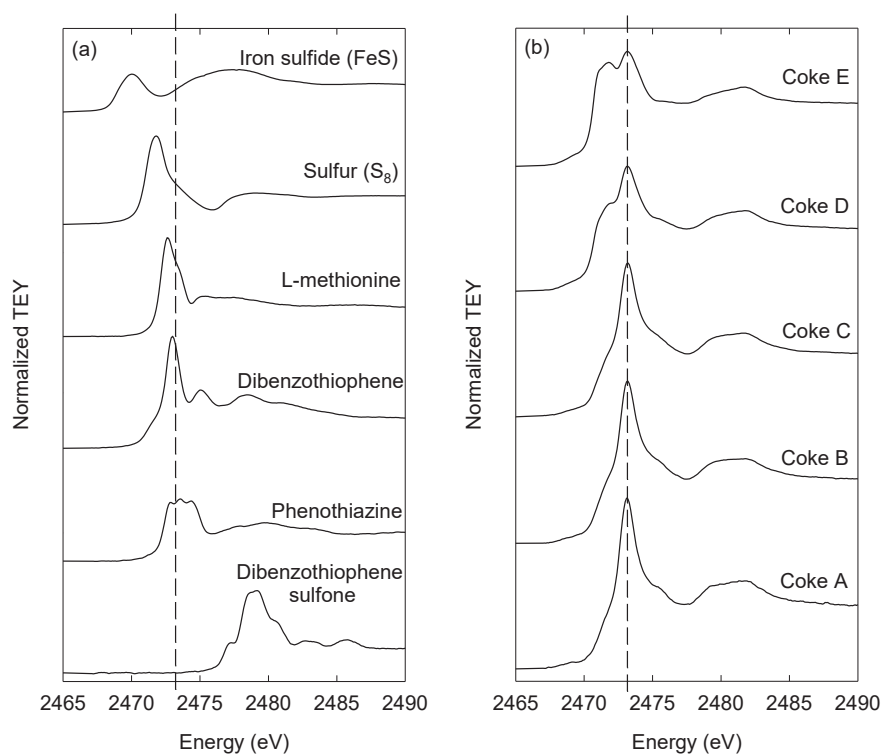 (a)
Iron sulfide (FeS)
Sulfur (S₈)
L-methionine
Dibenzothiophene
Phenothiazine
Dibenzothiophene
sulfone
Normalized TEY
2465 2470 2475 2480 2485 2490
Energy (eV)
(b)
Coke E
Coke D
Coke C
Coke B
Coke A
Normalized TEY
2465 2470 2475 2480 2485 2490
Energy (eV)